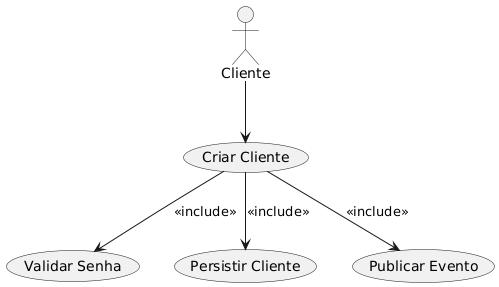 Cliente
Criar Cliente
«include»
«include»
«include»
Validar Senha
Persistir Cliente
Publicar Evento